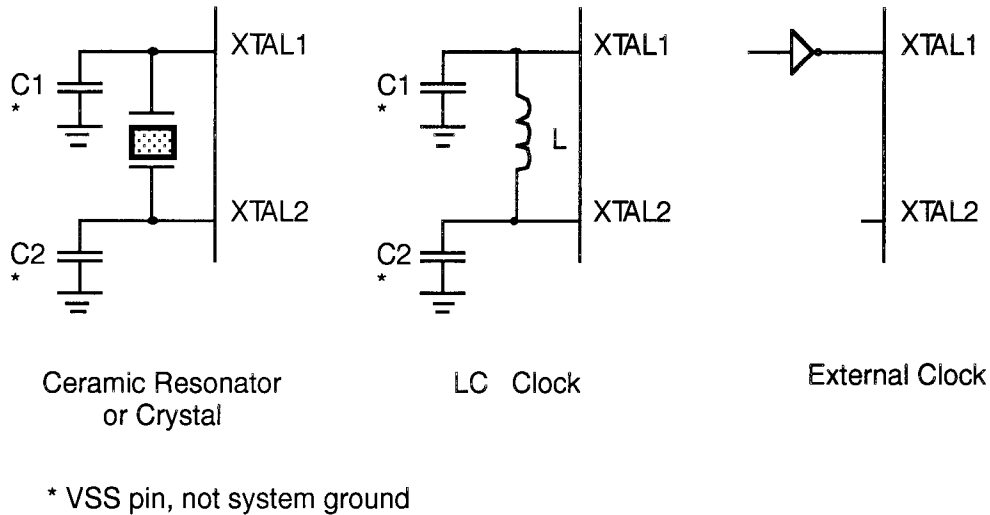 XTAL1
C1
*
XTAL2
C2
*
Ceramic Resonator
or Crystal
XTAL1
C1
*
L
XTAL2
C2
*
LC Clock
XTAL1
XTAL2
External Clock
* VSS pin, not system ground